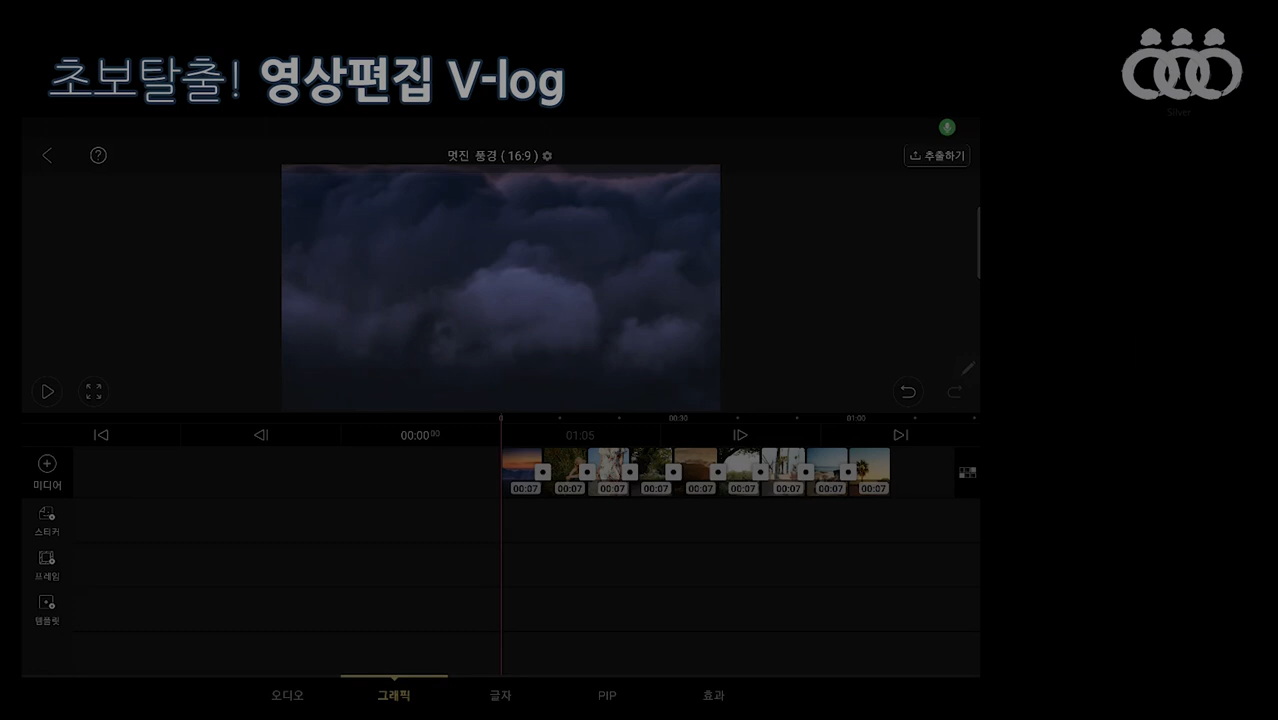 초보탈출! 영상편집 V-log
Silver
멋진 풍경 ( 16:9 )
추출하기
0
00:30
01:00
00:00⁰⁰
01:05
미디어
00:07 00:07 00:07 00:07 00:07 00:07 00:07 00:07 00:07
스티커
프레임
템플릿
오디오 그래픽 글자 PIP 효과